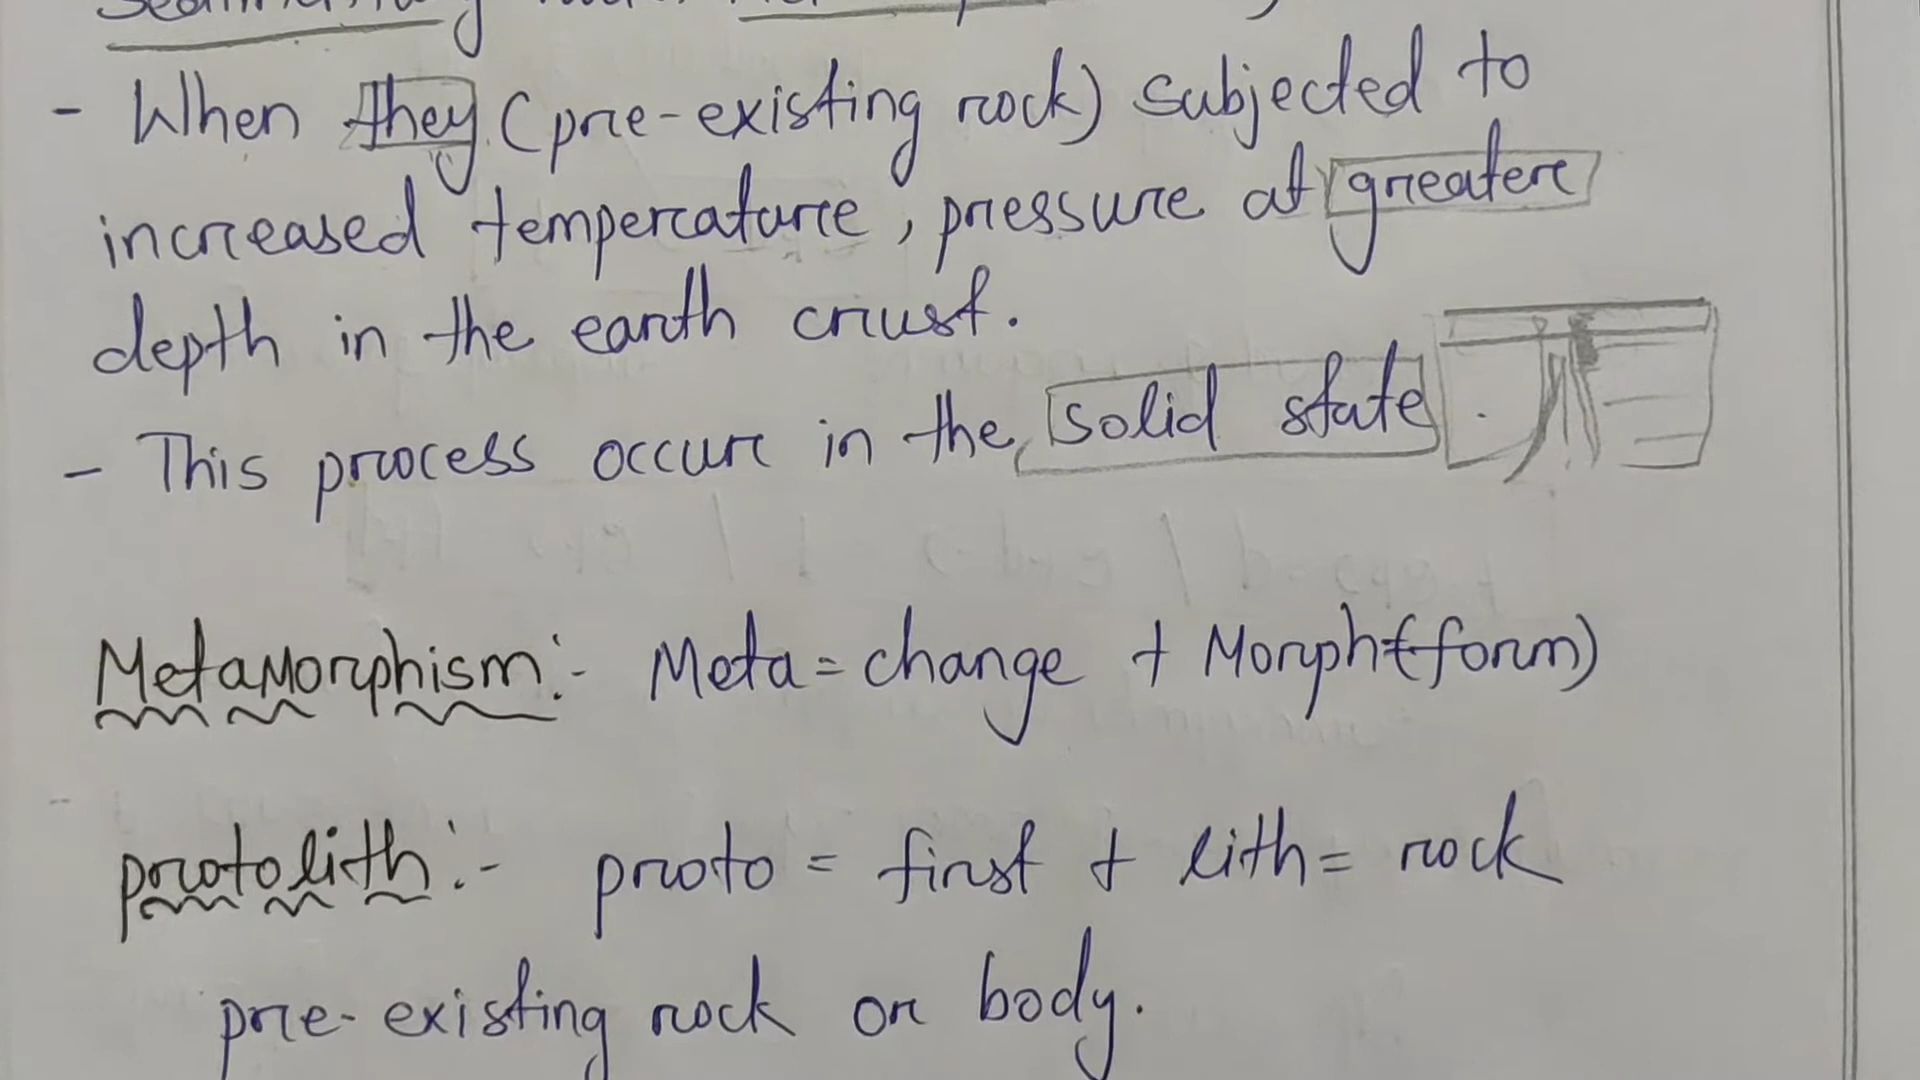 - When they (pre-existing rock) subjected to
increased temperature, pressure at greater
depth in the earth crust.
- This process occur in the solid state.
Metamorphism:- Meta = change + Morph (form)
protolith:- proto = first + lith = rock
pre-existing rock or body.